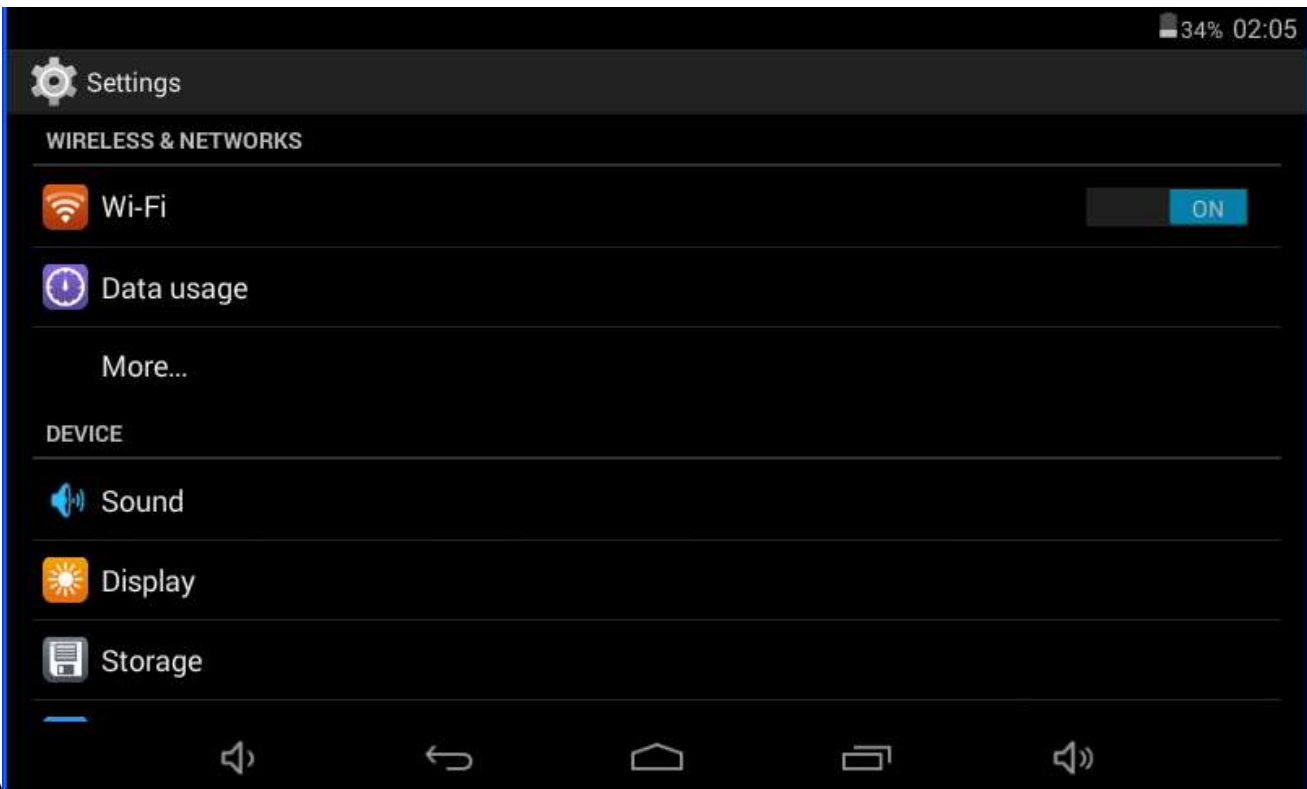 34% 02:05
Settings
WIRELESS & NETWORKS
Wi-Fi
ON
Data usage
More...
DEVICE
Sound
Display
Storage